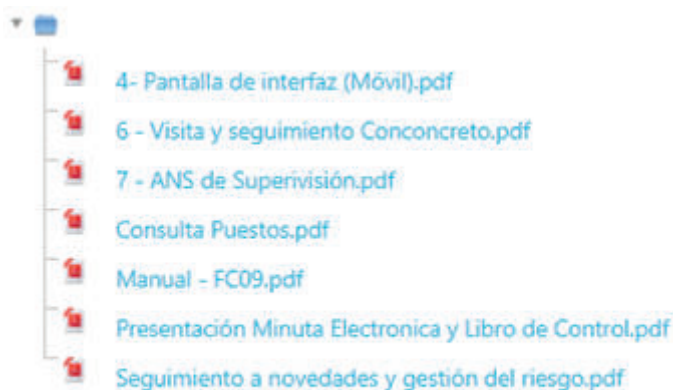 4- Pantalla de interfaz (Móvil).pdf
6 - Visita y seguimiento Conconcreto.pdf
7 - ANS de Superivisión.pdf
Consulta Puestos.pdf
Manual - FC09.pdf
Presentación Minuta Electronica y Libro de Control.pdf
Seguimiento a novedades y gestión del riesgo.pdf